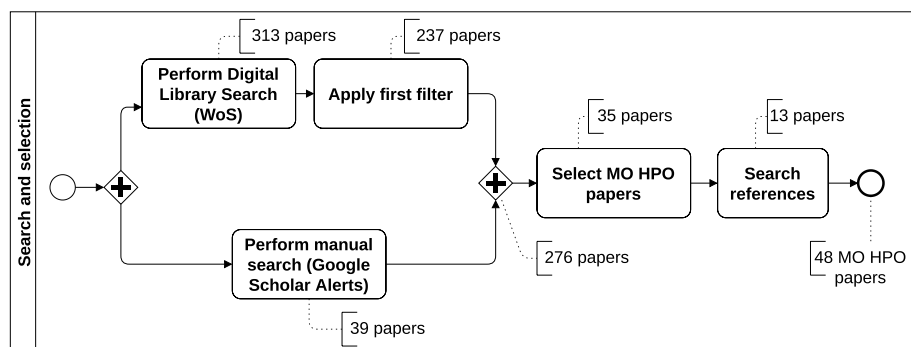 Search and selection
313 papers
237 papers
Perform Digital
Library Search
(WoS)
Apply first filter
35 papers
13 papers
Select MO HPO
papers
Search
references
Perform manual
search (Google
Scholar Alerts)
276 papers
48 MO HPO
papers
39 papers